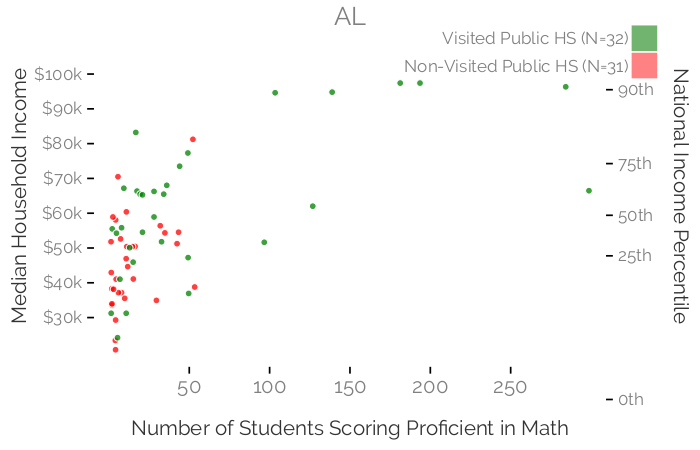 AL
Visited Public HS (N=32)
Non-Visited Public HS (N=31)
Median Household Income
$100k
$90k
$80k
$70k
$60k
$50k
$40k
$30k
National Income Percentile
90th
75th
50th
25th
0th
50
100
150
200
250
Number of Students Scoring Proficient in Math